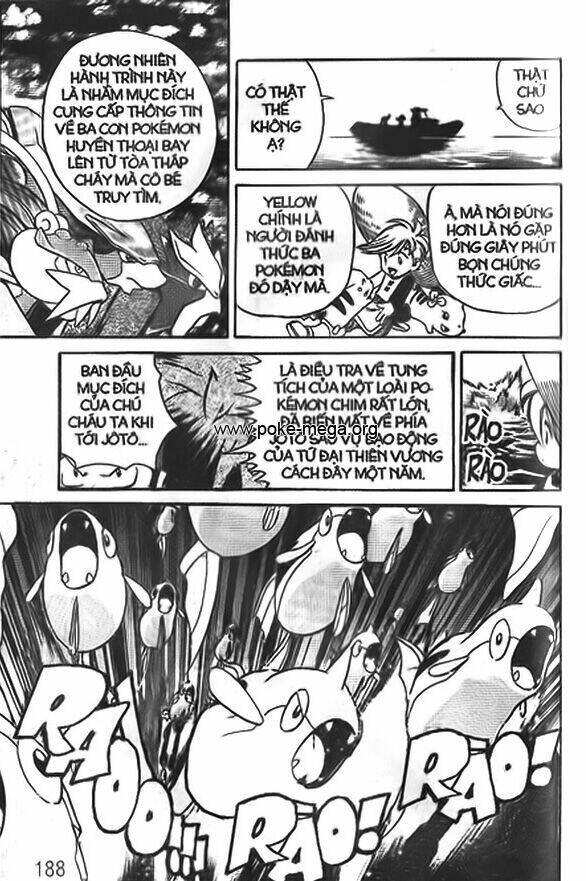 THẬT
CHỨ
SAO
CÓ THẬT
THẾ
KHÔNG
Ạ?
ĐƯƠNG NHIÊN
HÀNH TRÌNH NÀY
LÀ NHẰM MỤC ĐÍCH
CUNG CẤP THÔNG TIN
VỀ BA CON POKÉMON
HUYỀN THOẠI BAY
LÊN TỪ TÒA THÁP
CHÁY MÀ CÔ BÉ
TRUY TÌM.
À, MÀ NÓI ĐÚNG
HƠN LÀ NÓ GẶP
ĐÚNG GIÂY PHÚT
BỌN CHÚNG
THỨC GIẤC...
YELLOW
CHÍNH LÀ
NGƯỜI ĐÁNH
THỨC BA
POKÉMON
ĐÓ DẬY MÀ.
RÀO
RÀO
BAN ĐẦU
MỤC ĐÍCH
CỦA CHÚ
CHÁU TA KHI
TỚI JÔTÔ...
LÀ ĐIỀU TRA VỀ TUNG
TÍCH CỦA MỘT LOÀI PO-
KÉMON CHIM RẤT LỚN,
ĐÃ BIẾN MẤT VỀ PHÍA
www.poke-mega.org
JÔTÔ SAU VỤ BẠO ĐỘNG
CỦA TỨ ĐẠI THIÊN VƯƠNG
CÁCH ĐÂY MỘT NĂM.
RÀO!
RÀO!
RÀOOO!!!
188